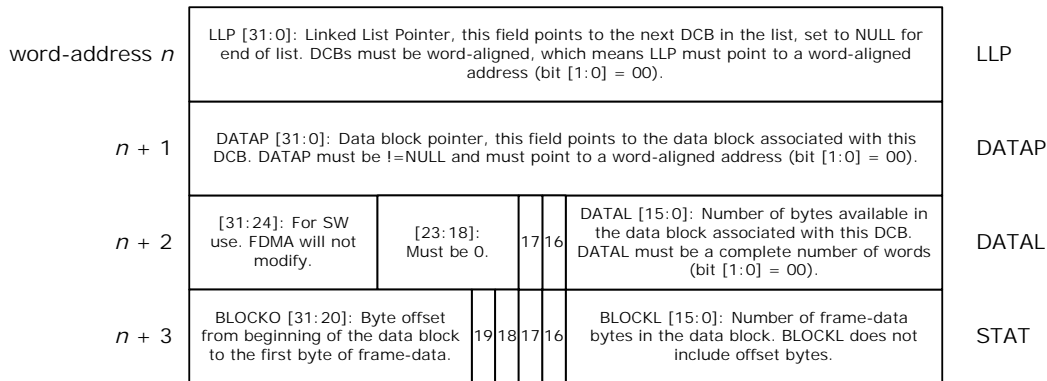 LLP [31:0]: Linked List Pointer, this field points to the next DCB in the list, set to NULL for
end of list. DCBs must be word-aligned, which means LLP must point to a word-aligned
address (bit [1:0] = 00).
word-address n
LLP
DATAP [31:0]: Data block pointer, this field points to the data block associated with this
DCB. DATAP must be !=NULL and must point to a word-aligned address (bit [1:0] = 00).
n + 1
DATAP
[31:24]: For SW
use. FDMA will not
modify.
[23:18]:
Must be 0.
17
16
DATAL [15:0]: Number of bytes available in
the data block associated with this DCB.
DATAL must be a complete number of words
(bit [1:0] = 00).
n + 2
DATAL
BLOCKO [31:20]: Byte offset
from beginning of the data block
to the first byte of frame-data.
19
18
17
16
BLOCKL [15:0]: Number of frame-data
bytes in the data block. BLOCKL does not
include offset bytes.
n + 3
STAT